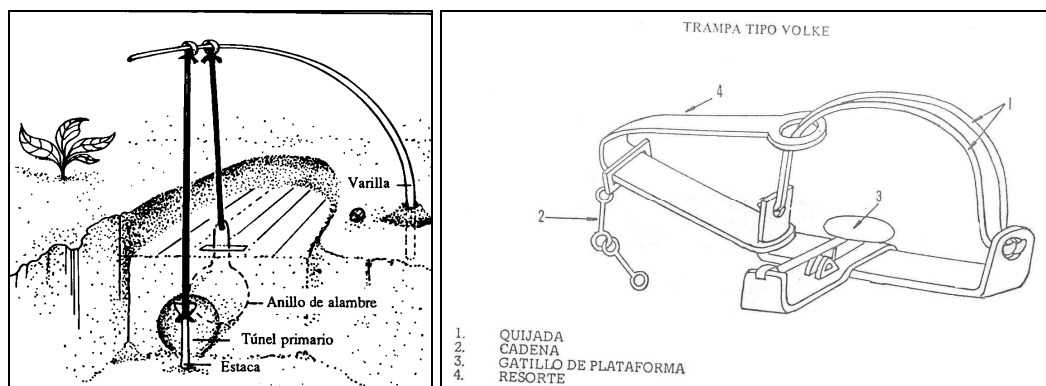 Varilla
Anillo de alambre
Túnel primario
Estaca
TRAMPA TIPO VOLKE
4
1
2
3
1. QUIJADA
2. CADENA
3. GATILLO DE PLATAFORMA
4. RESORTE